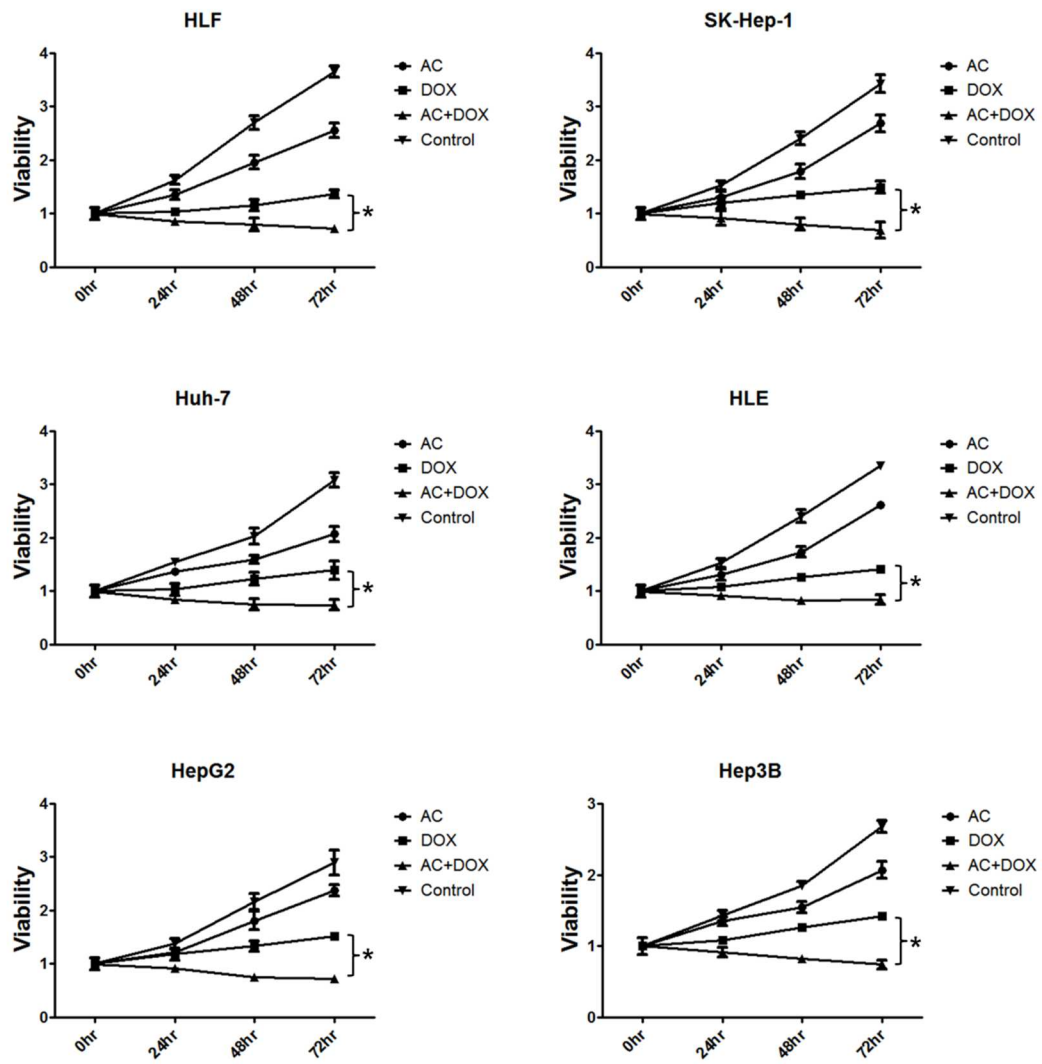 HLF
Viability
4
3
2
1
0
0hr
24hr
48hr
72hr
*
AC
DOX
AC+DOX
Control
SK-Hep-1
Viability
4
3
2
1
0
0hr
24hr
48hr
72hr
*
AC
DOX
AC+DOX
Control
Huh-7
Viability
4
3
2
1
0
0hr
24hr
48hr
72hr
*
AC
DOX
AC+DOX
Control
HLE
Viability
4
3
2
1
0
0hr
24hr
48hr
72hr
*
AC
DOX
AC+DOX
Control
HepG2
Viability
4
3
2
1
0
0hr
24hr
48hr
72hr
*
AC
DOX
AC+DOX
Control
Hep3B
Viability
3
2
1
0
0hr
24hr
48hr
72hr
*
AC
DOX
AC+DOX
Control